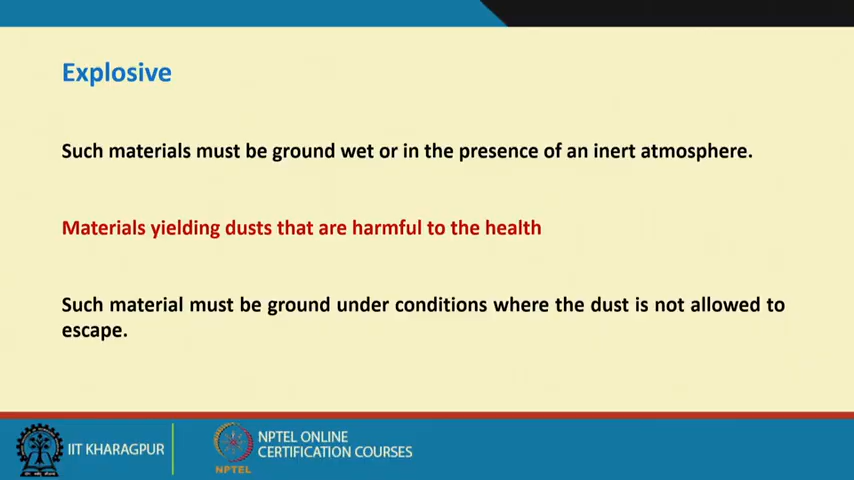 Explosive
Such materials must be ground wet or in the presence of an inert atmosphere.
Materials yielding dusts that are harmful to the health
Such material must be ground under conditions where the dust is not allowed to
escape.
IIT KHARAGPUR
NPTEL
NPTEL ONLINE
CERTIFICATION COURSES